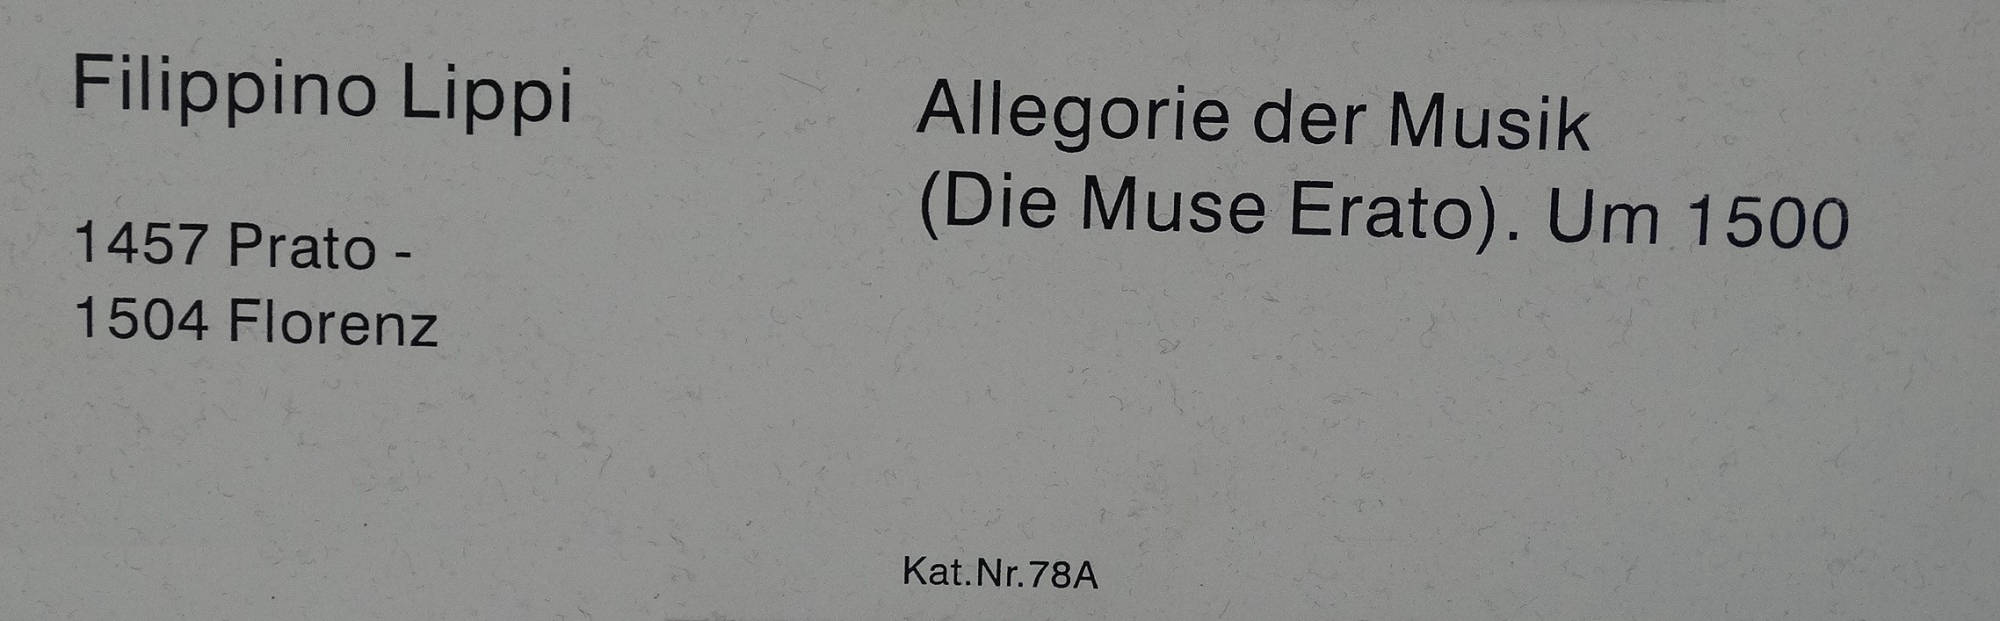 Filippino Lippi
1457 Prato -
1504 Florenz
Allegorie der Musik
(Die Muse Erato). Um 1500
Kat.Nr.78A